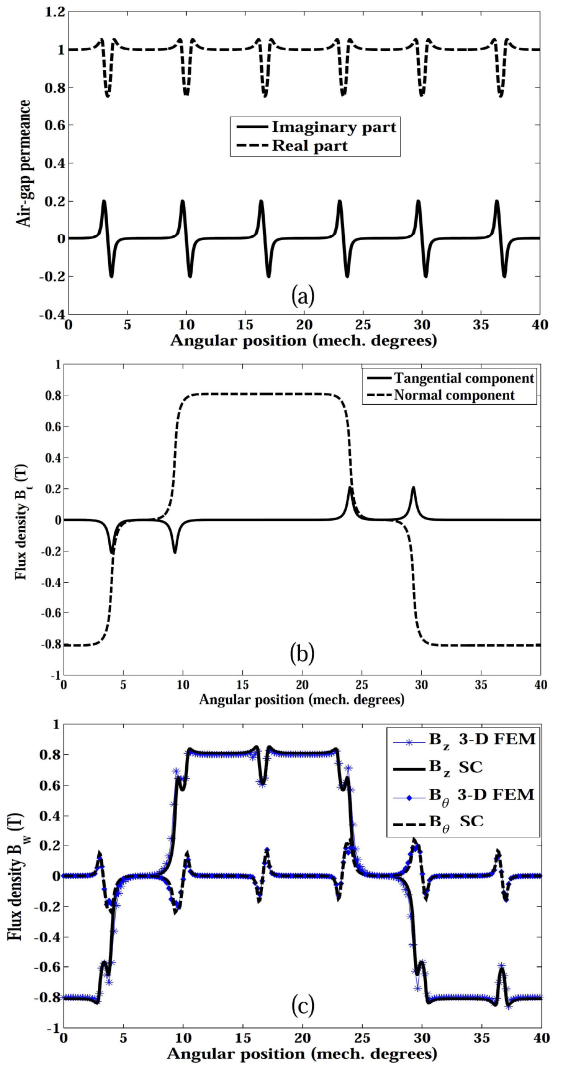 1.2
1
0.8
0.6
0.4
0.2
0
-0.2
-0.4
Air-gap permeance
Imaginary part
Real part
(a)
0 5 10 15 20 25 30 35 40
Angular position (mech. degrees)
1
0.8
0.6
0.4
0.2
0
-0.2
-0.4
-0.6
-0.8
-1
Flux density Bt (T)
Tangential component
Normal component
(b)
0 5 10 15 20 25 30 35 40
Angular position (mech. degrees)
1
0.8
0.6
0.4
0.2
0
-0.2
-0.4
-0.6
-0.8
-1
Flux density Bw (T)
Bz 3-D FEM
Bz SC
Bθ 3-D FEM
Bθ SC
(c)
0 5 10 15 20 25 30 35 40
Angular position (mech. degrees)